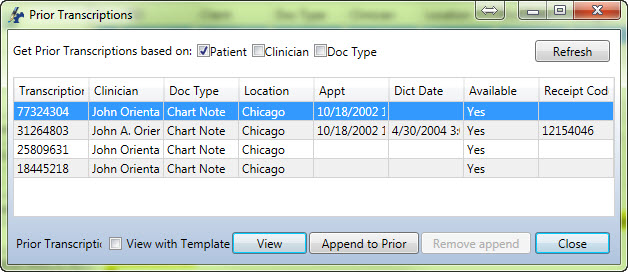 Prior Transcriptions
Get Prior Transcriptions based on: Patient Clinician Doc Type Refresh
Transcription Clinician Doc Type Location Appt Dict Date Available Receipt Cod
77324304 John Orienta Chart Note Chicago 10/18/2002 1 Yes
31264803 John A. Orier Chart Note Chicago 10/18/2002 1 4/30/2004 3: Yes 12154046
25809631 John Orienta Chart Note Chicago Yes
18445218 John Orienta Chart Note Chicago Yes
Prior Transcriptic View with Template View Append to Prior Remove append Close